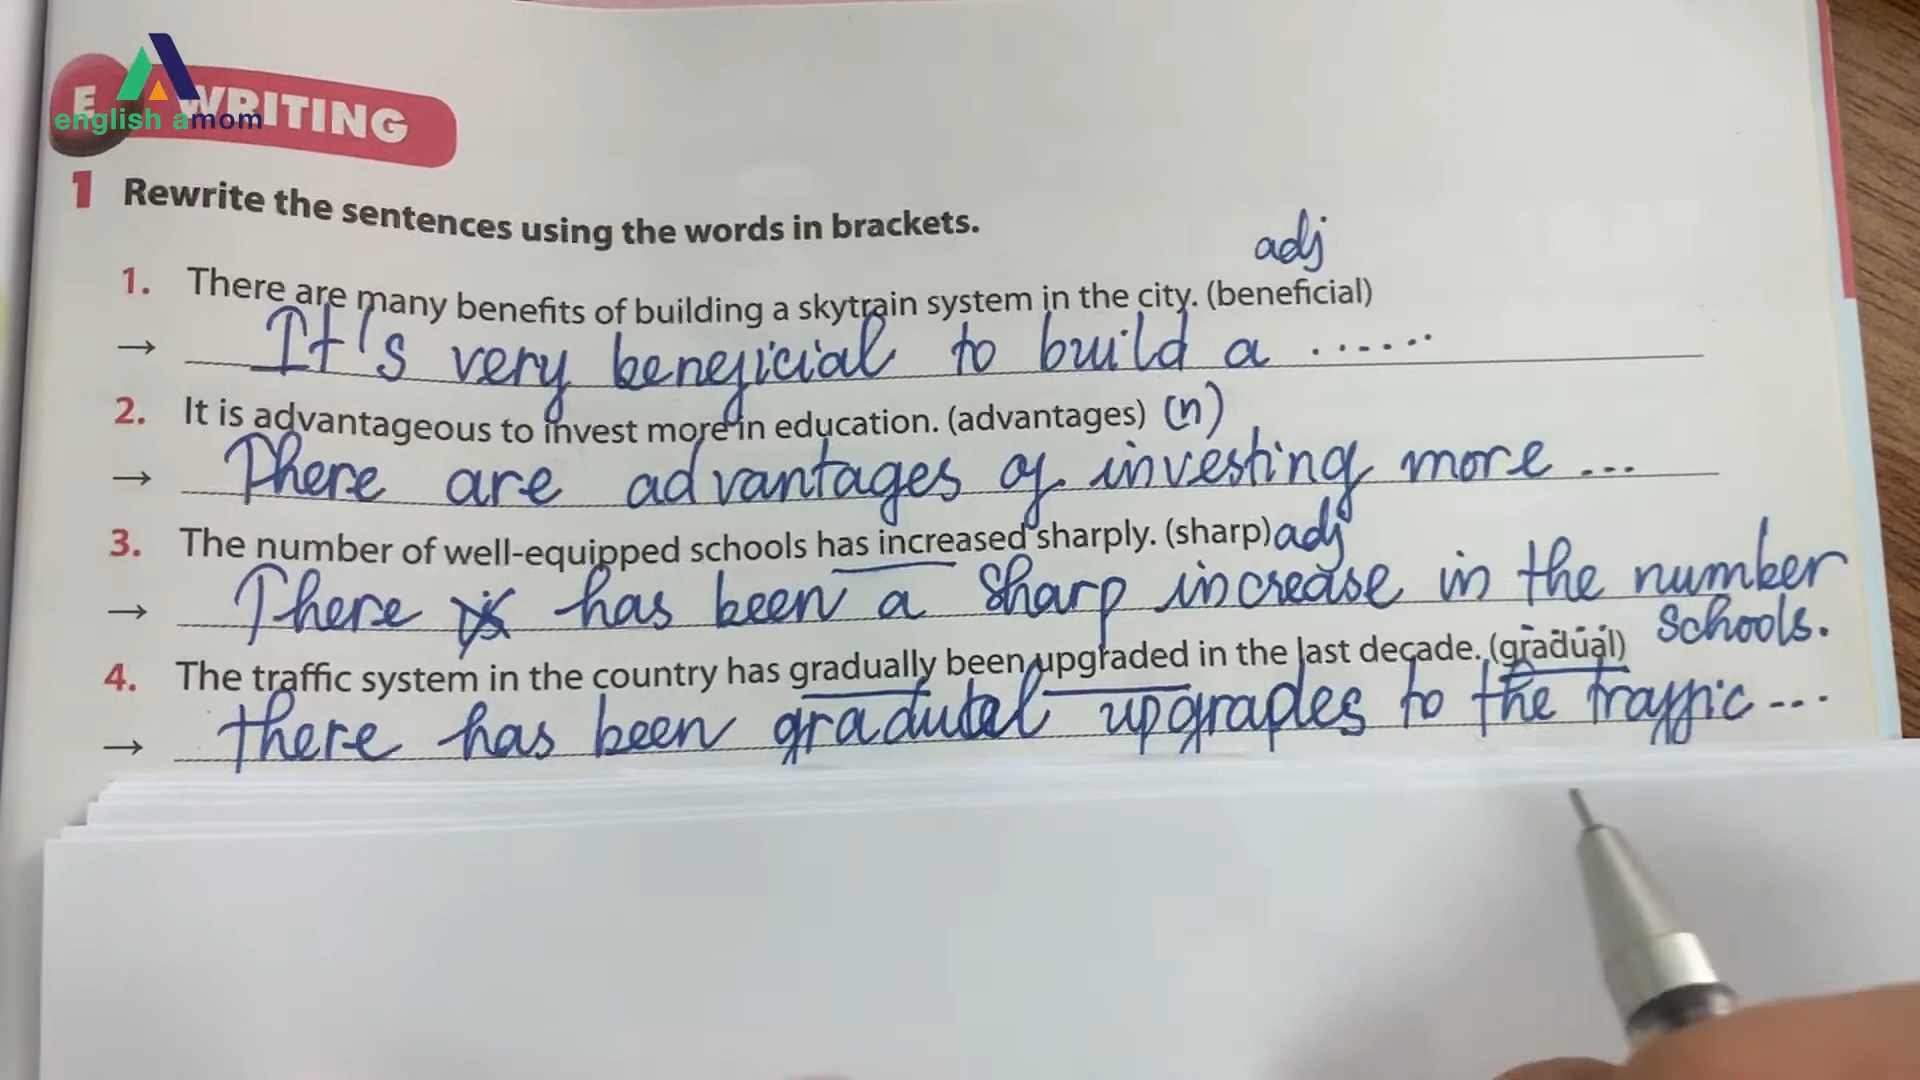 E WRITING
english amom
1 Rewrite the sentences using the words in brackets.
adj
1. There are many benefits of building a skytrain system in the city. (beneficial)
→ It's very beneficial to build a ......
2. It is advantageous to invest more in education. (advantages) (n)
→ There are advantages of investing more ...
3. The number of well-equipped schools has increased sharply. (sharp) adj
→ There is has been a sharp increase in the number
schools.
4. The traffic system in the country has gradually been upgraded in the last decade. (gradual)
→ there has been gradutal upgrades to the traffic ...